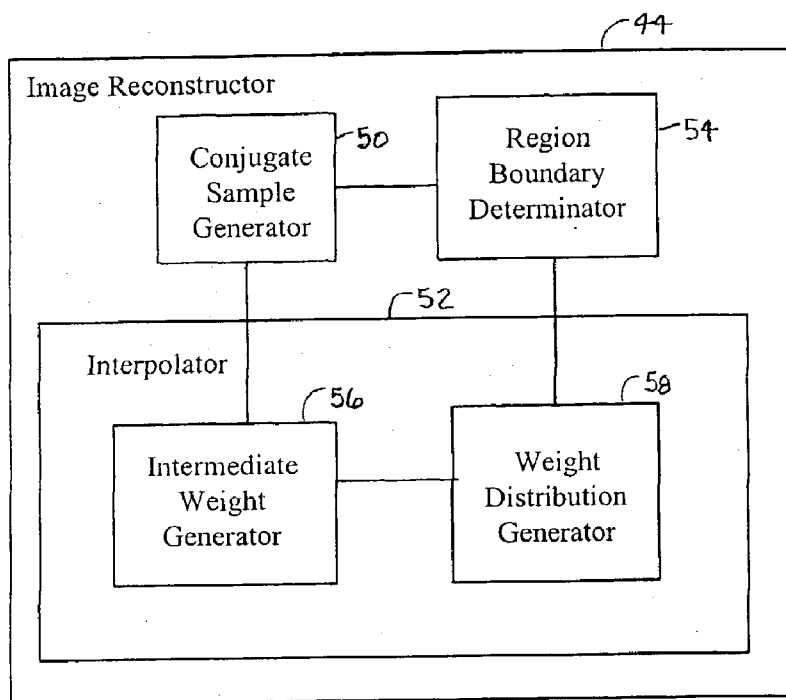 44
Image Reconstructor
50
54
Conjugate
Sample
Generator
Region
Boundary
Determinator
52
Interpolator
56
58
Intermediate
Weight
Generator
Weight
Distribution
Generator